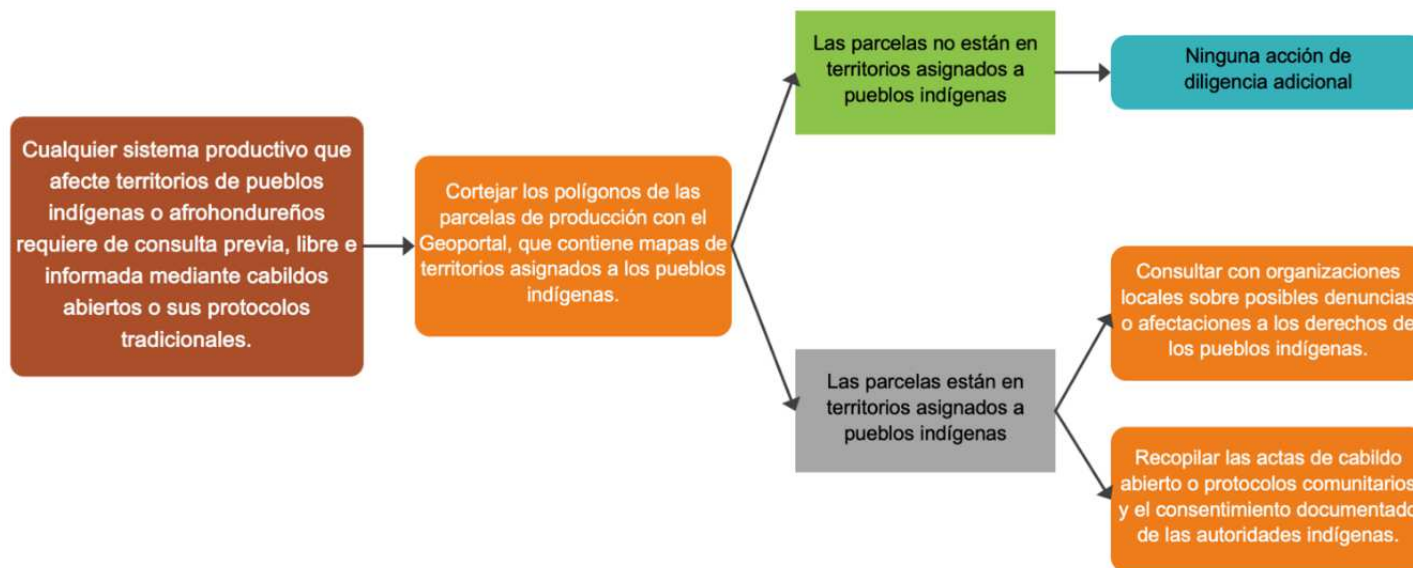 Cualquier sistema productivo que
afecte territorios de pueblos
indígenas o afrohondureños
requiere de consulta previa, libre e
informada mediante cabildos
abiertos o sus protocolos
tradicionales.
Cortejar los polígonos de las
parcelas de producción con el
Geoportal, que contiene mapas de
territorios asignados a los pueblos
indígenas.
Las parcelas no están en
territorios asignados a
pueblos indígenas
Ninguna acción de
diligencia adicional
Las parcelas están en
territorios asignados a
pueblos indígenas
Consultar con organizaciones
locales sobre posibles denuncias
o afectaciones a los derechos de
los pueblos indígenas.
Recopilar las actas de cabildo
abierto o protocolos comunitarios
y el consentimiento documentado
de las autoridades indígenas.